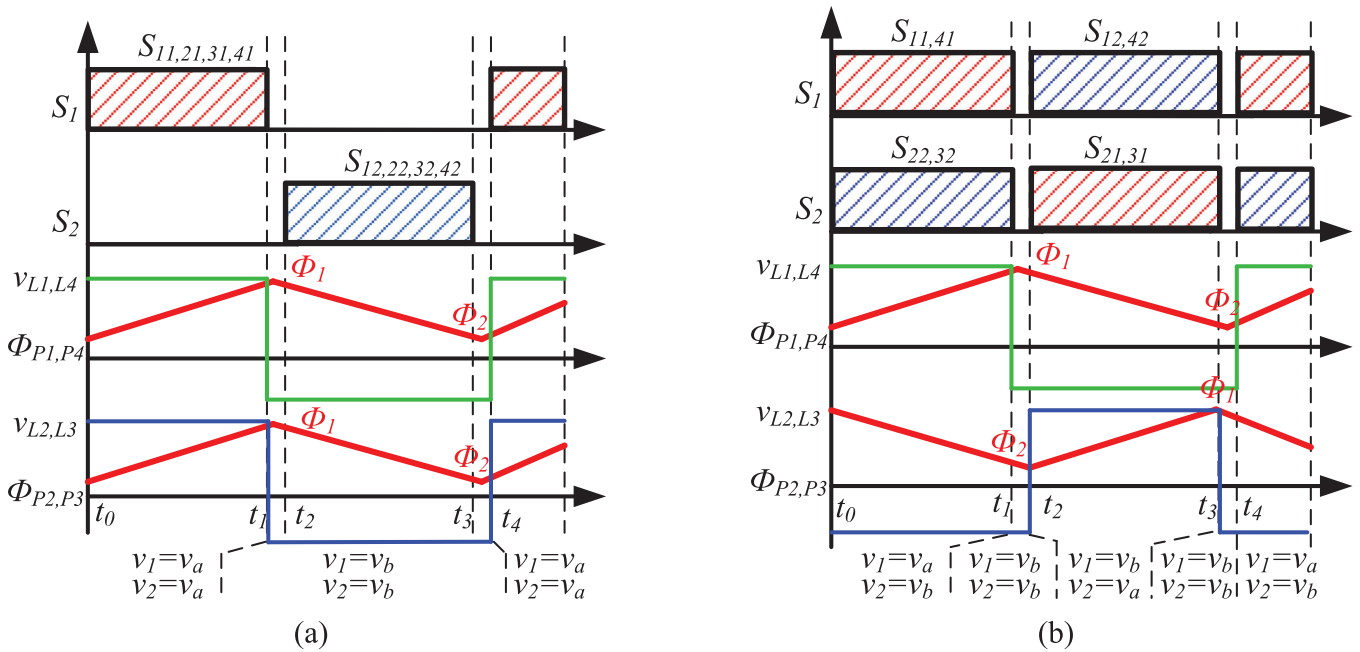 S11,21,31,41
S1
S12,22,32,42
S2
vL1,L4
Φ1
Φ2
ΦP1,P4
vL2,L3
Φ1
Φ2
ΦP2,P3
t0 t1 t2 t3 t4
v1=va v1=vb v1=va
v2=va v2=vb v2=va
(a)
S11,41 S12,42
S1
S22,32 S21,31
S2
vL1,L4
Φ1
Φ2
ΦP1,P4
Φ1
vL2,L3
Φ2
ΦP2,P3
t0 t1 t2 t3 t4
v1=va v1=vb v1=vb v1=vb v1=va
v2=vb v2=vb v2=va v2=vb v2=vb
(b)